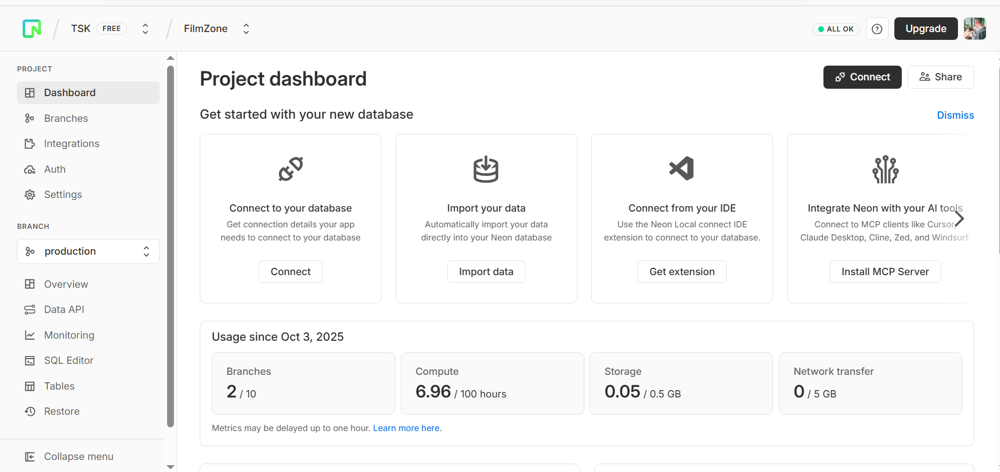 TSK FREE
FilmZone
ALL OK
Upgrade
PROJECT
Dashboard
Branches
Integrations
Auth
Settings
BRANCH
production
Overview
Data API
Monitoring
SQL Editor
Tables
Restore
Collapse menu
Project dashboard
Connect
Share
Get started with your new database
Dismiss
Connect to your database
Get connection details your app
needs to connect to your database
Connect
Import your data
Automatically import your data
directly into your Neon database
Import data
Connect from your IDE
Use the Neon Local connect IDE
extension to connect to your database.
Get extension
Integrate Neon with your AI tools
Connect to MCP clients like Cursor,
Claude Desktop, Cline, Zed, and Windsurf.
Install MCP Server
Usage since Oct 3, 2025
Branches
2 / 10
Compute
6.96 / 100 hours
Storage
0.05 / 0.5 GB
Network transfer
0 / 5 GB
Metrics may be delayed up to one hour. Learn more here.